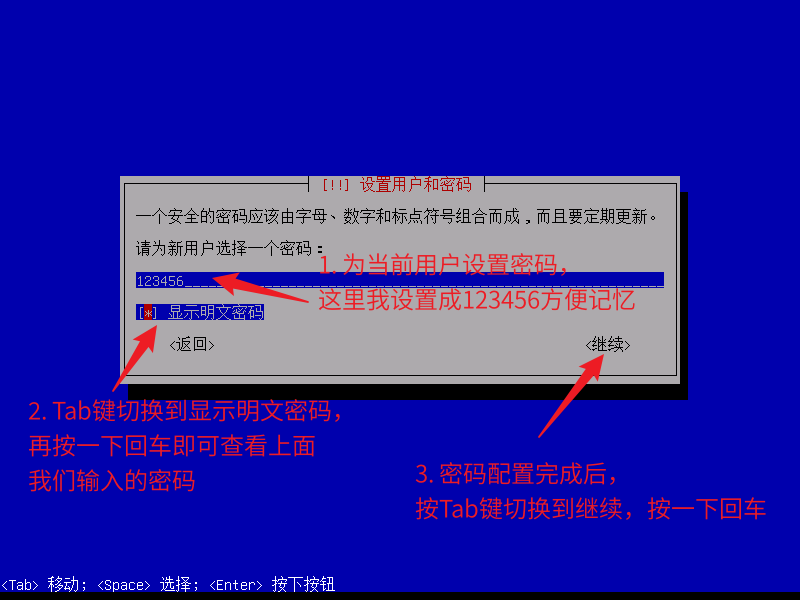 [!!] 设置用户和密码
一个安全的密码应该由字母、数字和标点符号组合而成，而且要定期更新。
请为新用户选择一个密码：
1. 为当前用户设置密码，
123456
这里我设置成123456方便记忆
[*] 显示明文密码
<返回>
<继续>
2. Tab键切换到显示明文密码，
再按一下回车即可查看上面
我们输入的密码
3. 密码配置完成后，
按Tab键切换到继续，按一下回车
<Tab> 移动；<Space> 选择；<Enter> 按下按钮